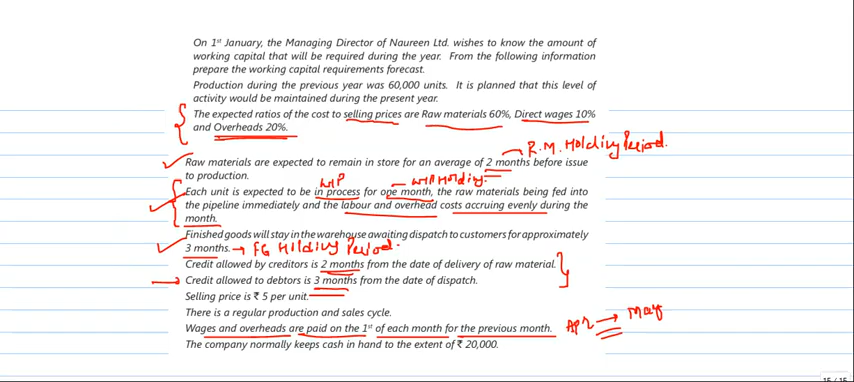 On 1st January, the Managing Director of Naureen Ltd. wishes to know the amount of
working capital that will be required during the year. From the following information
prepare the working capital requirements forecast.
Production during the previous year was 60,000 units. It is planned that this level of
activity would be maintained during the present year.
The expected ratios of the cost to selling prices are Raw materials 60%, Direct wages 10%
and Overheads 20%.
→ R.M. Holding Period.
Raw materials are expected to remain in store for an average of 2 months before issue
to production.
WIP → WIP Holding.
Each unit is expected to be in process for one month, the raw materials being fed into
the pipeline immediately and the labour and overhead costs accruing evenly during the
month.
Finished goods will stay in the warehouse awaiting dispatch to customers for approximately
3 months. → FG Holding Period.
Credit allowed by creditors is 2 months from the date of delivery of raw material.
Credit allowed to debtors is 3 months from the date of dispatch.
Selling price is ₹ 5 per unit.
There is a regular production and sales cycle.
Wages and overheads are paid on the 1st of each month for the previous month. Apr → May
The company normally keeps cash in hand to the extent of ₹ 20,000.
15 / 15